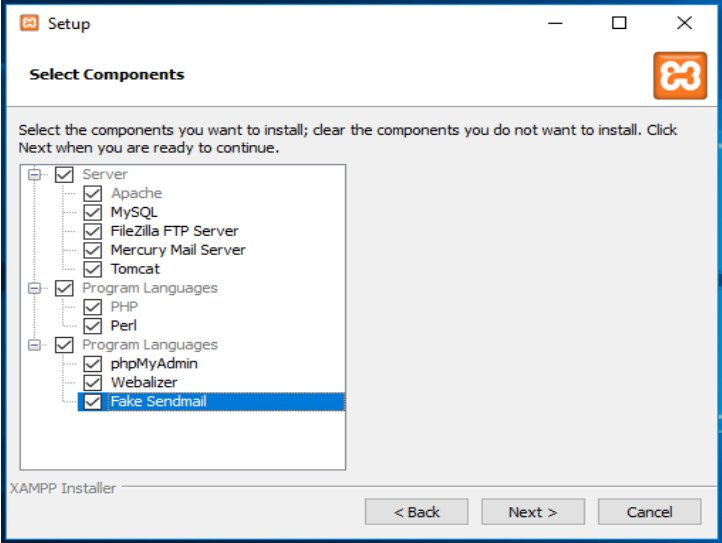 Setup
Select Components
Select the components you want to install; clear the components you do not want to install. Click
Next when you are ready to continue.
Server
Apache
MySQL
FileZilla FTP Server
Mercury Mail Server
Tomcat
Program Languages
PHP
Perl
Program Languages
phpMyAdmin
Webalizer
Fake Sendmail
XAMPP Installer
< Back
Next >
Cancel